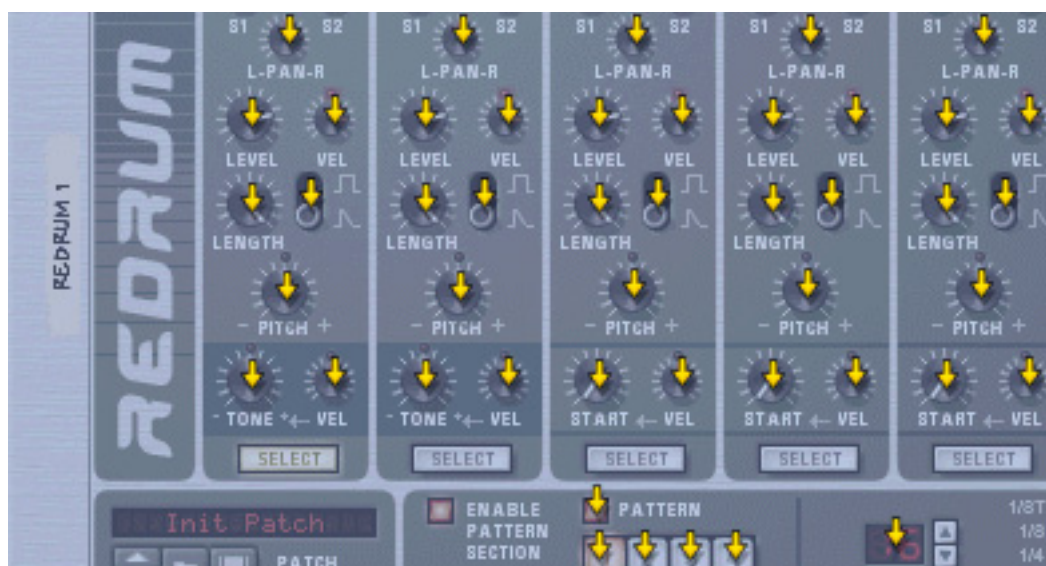 S1 S2 S1 S2 S1 S2 S1 S2 S1 S2
L-PAN-R L-PAN-R L-PAN-R L-PAN-R L-PAN-R
LEVEL VEL LEVEL VEL LEVEL VEL LEVEL VEL LEVEL VEL
LENGTH LENGTH LENGTH LENGTH LENGTH
- PITCH + - PITCH + - PITCH + - PITCH + - PITCH +
- TONE + ← VEL - TONE + ← VEL START ← VEL START ← VEL START ← VEL
SELECT SELECT SELECT SELECT SELECT
REDRUM 1
REDRUM
Init Patch
PATCH
ENABLE
PATTERN
SECTION
PATTERN
1/8T
1/8
1/4